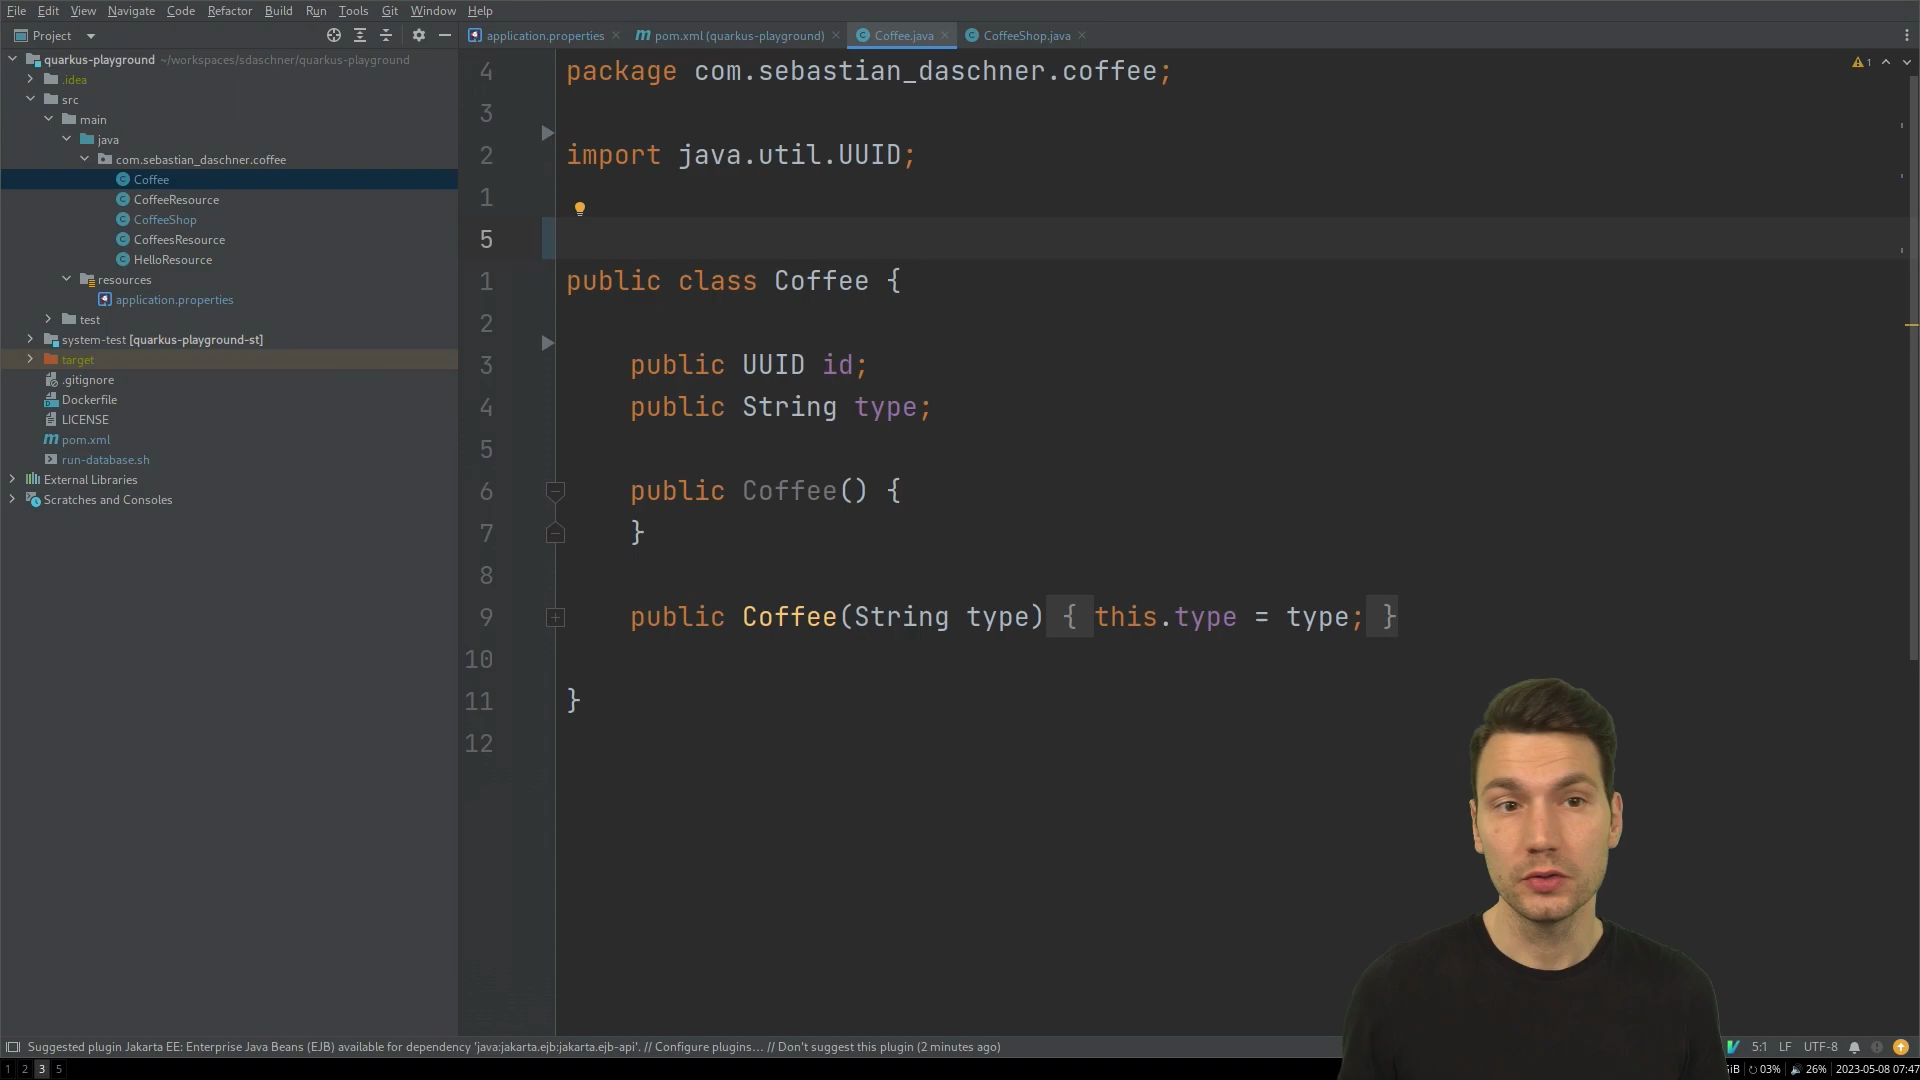 File Edit View Navigate Code Refactor Build Run Tools Git Window Help
Project
application.properties
pom.xml (quarkus-playground)
Coffee.java
CoffeeShop.java
quarkus-playground ~/workspaces/sdaschner/quarkus-playground
.idea
src
main
java
com.sebastian_daschner.coffee
Coffee
CoffeeResource
CoffeeShop
CoffeesResource
HelloResource
resources
application.properties
test
system-test [quarkus-playground-st]
target
.gitignore
Dockerfile
LICENSE
pom.xml
run-database.sh
External Libraries
Scratches and Consoles
1
4 package com.sebastian_daschner.coffee;
3
2 import java.util.UUID;
1
5
1 public class Coffee {
2
3 public UUID id;
4 public String type;
5
6 public Coffee() {
7 }
8
9 public Coffee(String type) { this.type = type; }
10
11 }
12
Suggested plugin Jakarta EE: Enterprise Java Beans (EJB) available for dependency 'java:jakarta.ejb:jakarta.ejb-api'. // Configure plugins... // Don't suggest this plugin (2 minutes ago)
5:1 LF UTF-8
1 2 3 5
03% 26% 2023-05-08 07:47